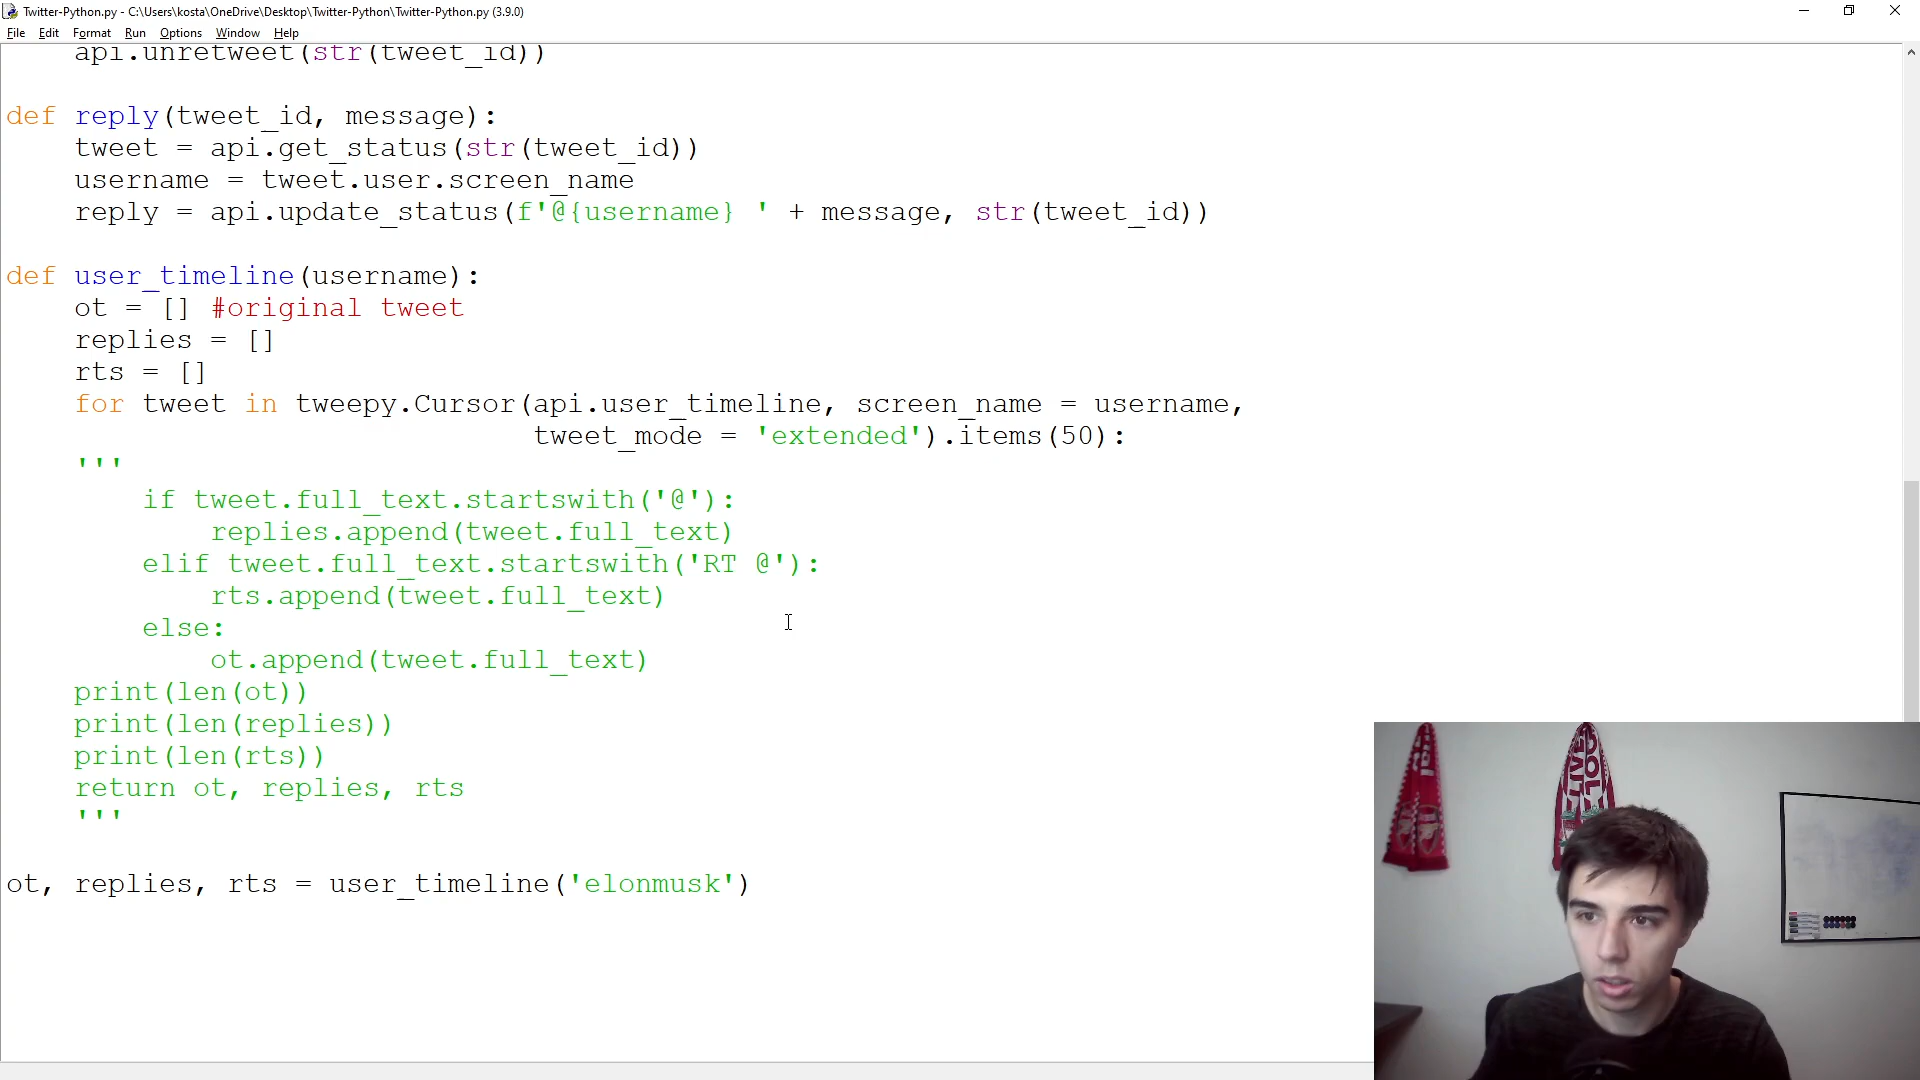 Twitter-Python.py - C:\Users\kosta\OneDrive\Desktop\Twitter-Python\Twitter-Python.py (3.9.0)
File Edit Format Run Options Window Help
    api.unretweet(str(tweet_id))

def reply(tweet_id, message):
    tweet = api.get_status(str(tweet_id))
    username = tweet.user.screen_name
    reply = api.update_status(f'@{username} ' + message, str(tweet_id))

def user_timeline(username):
    ot = [] #original tweet
    replies = []
    rts = []
    for tweet in tweepy.Cursor(api.user_timeline, screen_name = username,
                               tweet_mode = 'extended').items(50):
    '''
        if tweet.full_text.startswith('@'):
            replies.append(tweet.full_text)
        elif tweet.full_text.startswith('RT @'):
            rts.append(tweet.full_text)
        else:
            ot.append(tweet.full_text)
    print(len(ot))
    print(len(replies))
    print(len(rts))
    return ot, replies, rts
    '''

ot, replies, rts = user_timeline('elonmusk')